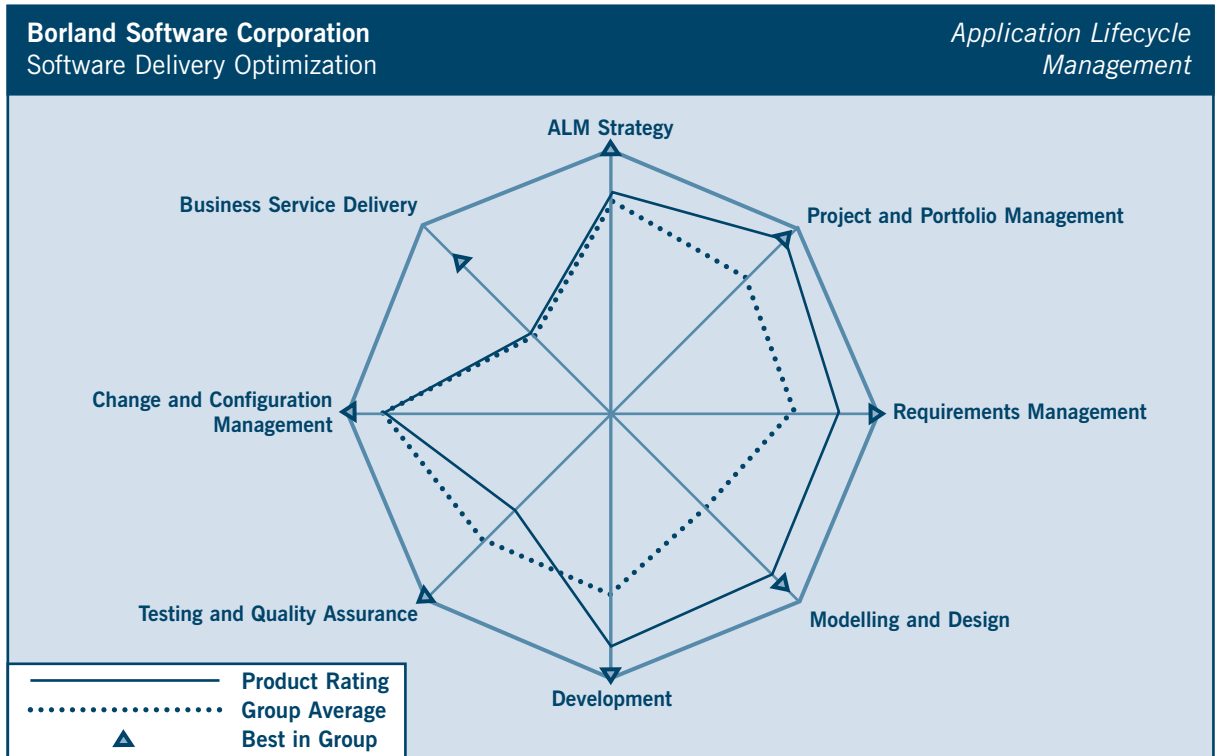 Borland Software Corporation
Software Delivery Optimization
Application Lifecycle
Management
ALM Strategy
Business Service Delivery
Project and Portfolio Management
Change and Configuration
Management
Requirements Management
Testing and Quality Assurance
Modelling and Design
Development
Product Rating
Group Average
Best in Group